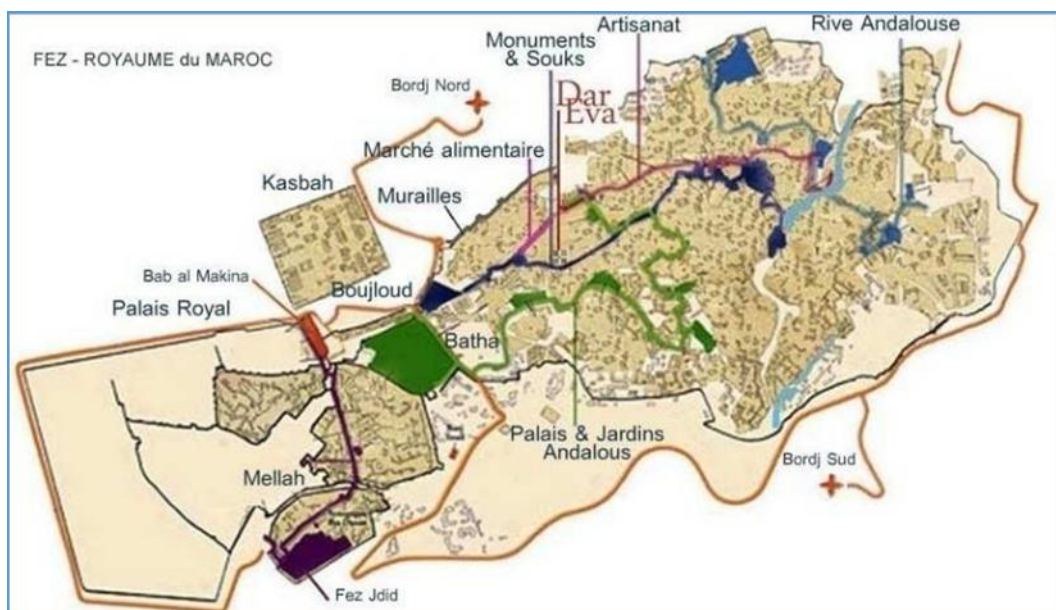 FEZ - ROYAUME du MAROC
Bordj Nord
Monuments
& Souks
Artisanat
Rive Andalouse
Dar
Eva
Marché alimentaire
Kasbah
Murailles
Bab al Makina
Boujloud
Palais Royal
Batha
Palais & Jardins
Andalous
Bordj Sud
Mellah
Fez Jdid